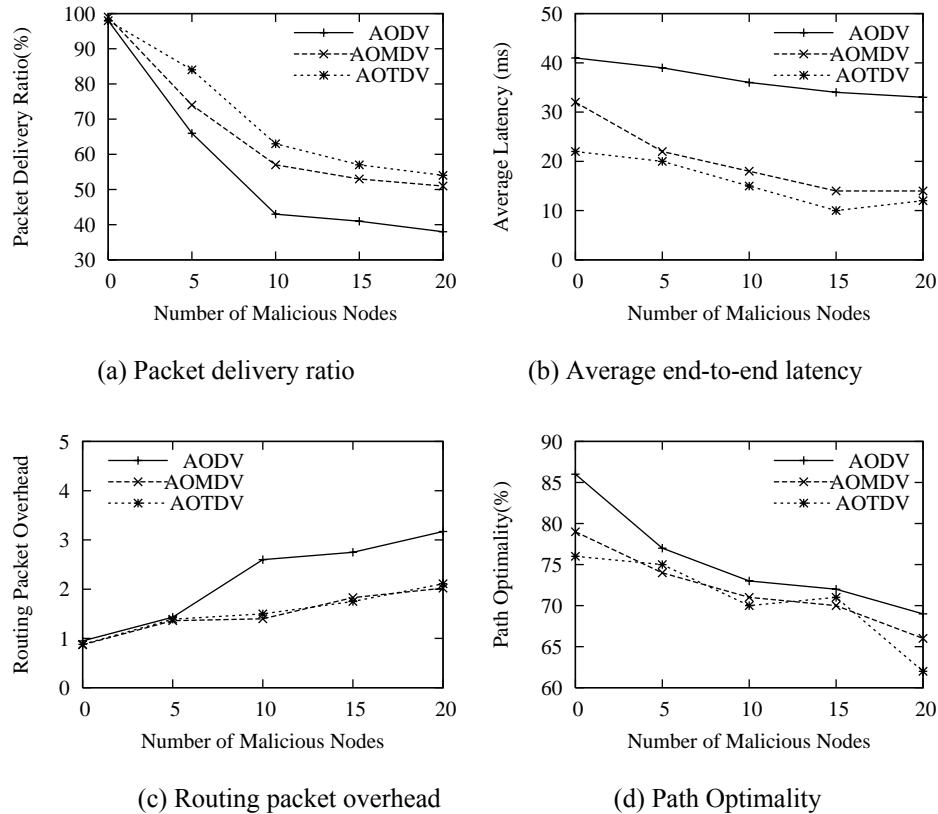 100
90
80
70
60
50
40
30
Packet Delivery Ratio(%)
AODV
AOMDV
AOTDV
0 5 10 15 20
Number of Malicious Nodes
(a) Packet delivery ratio
50
40
30
20
10
0
Average Latency (ms)
AODV
AOMDV
AOTDV
0 5 10 15 20
Number of Malicious Nodes
(b) Average end-to-end latency
5
4
3
2
1
0
Routing Packet Overhead
AODV
AOMDV
AOTDV
0 5 10 15 20
Number of Malicious Nodes
(c) Routing packet overhead
90
85
80
75
70
65
60
Path Optimality(%)
AODV
AOMDV
AOTDV
0 5 10 15 20
Number of Malicious Nodes
(d) Path Optimality